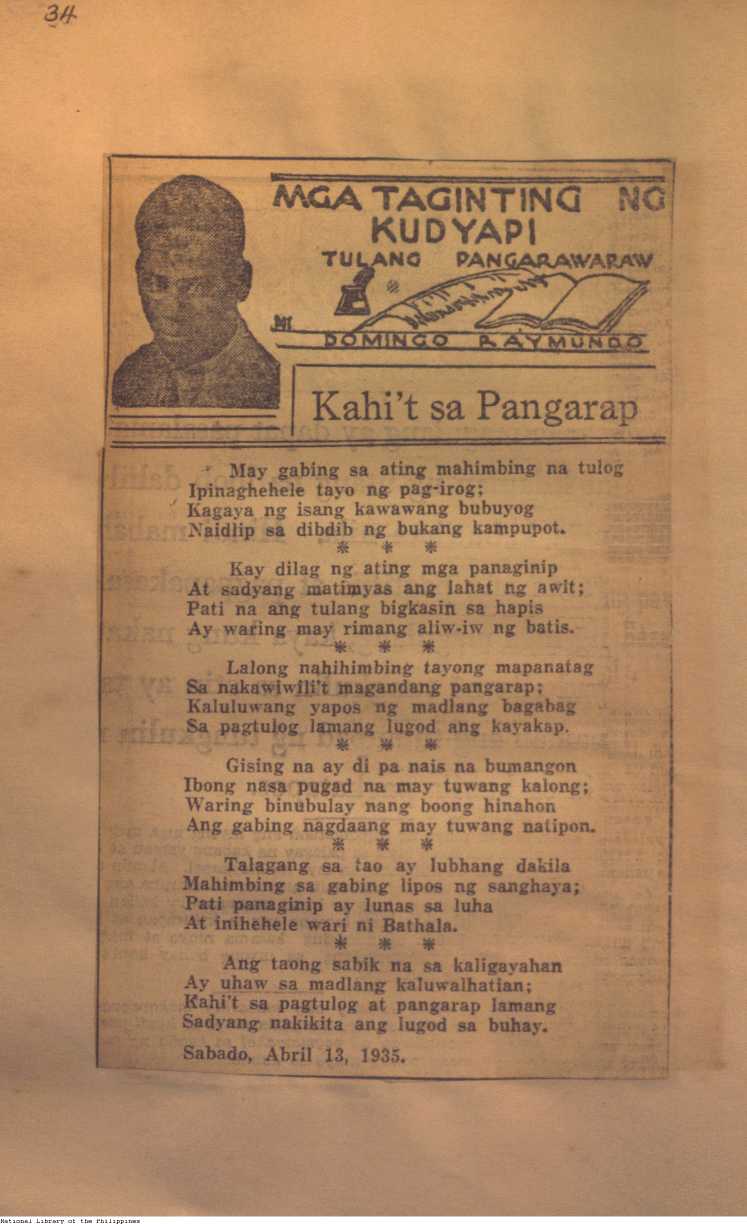 34
MGA TAGINTING NG
KUDYAPI
TULANG PANGARAWARAW
NI
DOMINGO RAYMUNDO
Kahi't sa Pangarap
May gabing sa ating mahimbing na tulog
Ipinaghehele tayo ng pag-irog;
Kagaya ng isang kawawang bubuyog
Naidlip sa dibdib ng bukang kampupot.
* * *
Kay dilag ng ating mga panaginip
At sadyang matimyas ang lahat ng awit;
Pati na ang tulang bigkasin sa hapis
Ay waring may rimang aliw-iw ng batis.
* * *
Lalong nahihimbing tayong mapanatag
Sa nakawiwili't magandang pangarap;
Kaluluwang yapos ng madlang bagabag
Sa pagtulog lamang lugod ang kayakap.
* * *
Gising na ay di pa nais na bumangon
Ibong nasa pugad na may tuwang kalong;
Waring binubulay nang boong hinahon
Ang gabing nagdaang may tuwang natipon.
* * *
Talagang sa tao ay lubhang dakila
Mahimbing sa gabing lipos ng sanghaya;
Pati panaginip ay lunas sa luha
At inihehele wari ni Bathala.
* * *
Ang taong sabik na sa kaligayahan
Ay uhaw sa madlang kaluwalhatian;
Kahi't sa pagtulog at pangarap lamang
Sadyang nakikita ang lugod sa buhay.
Sabado, Abril 13, 1935.
National Library of the Philippines